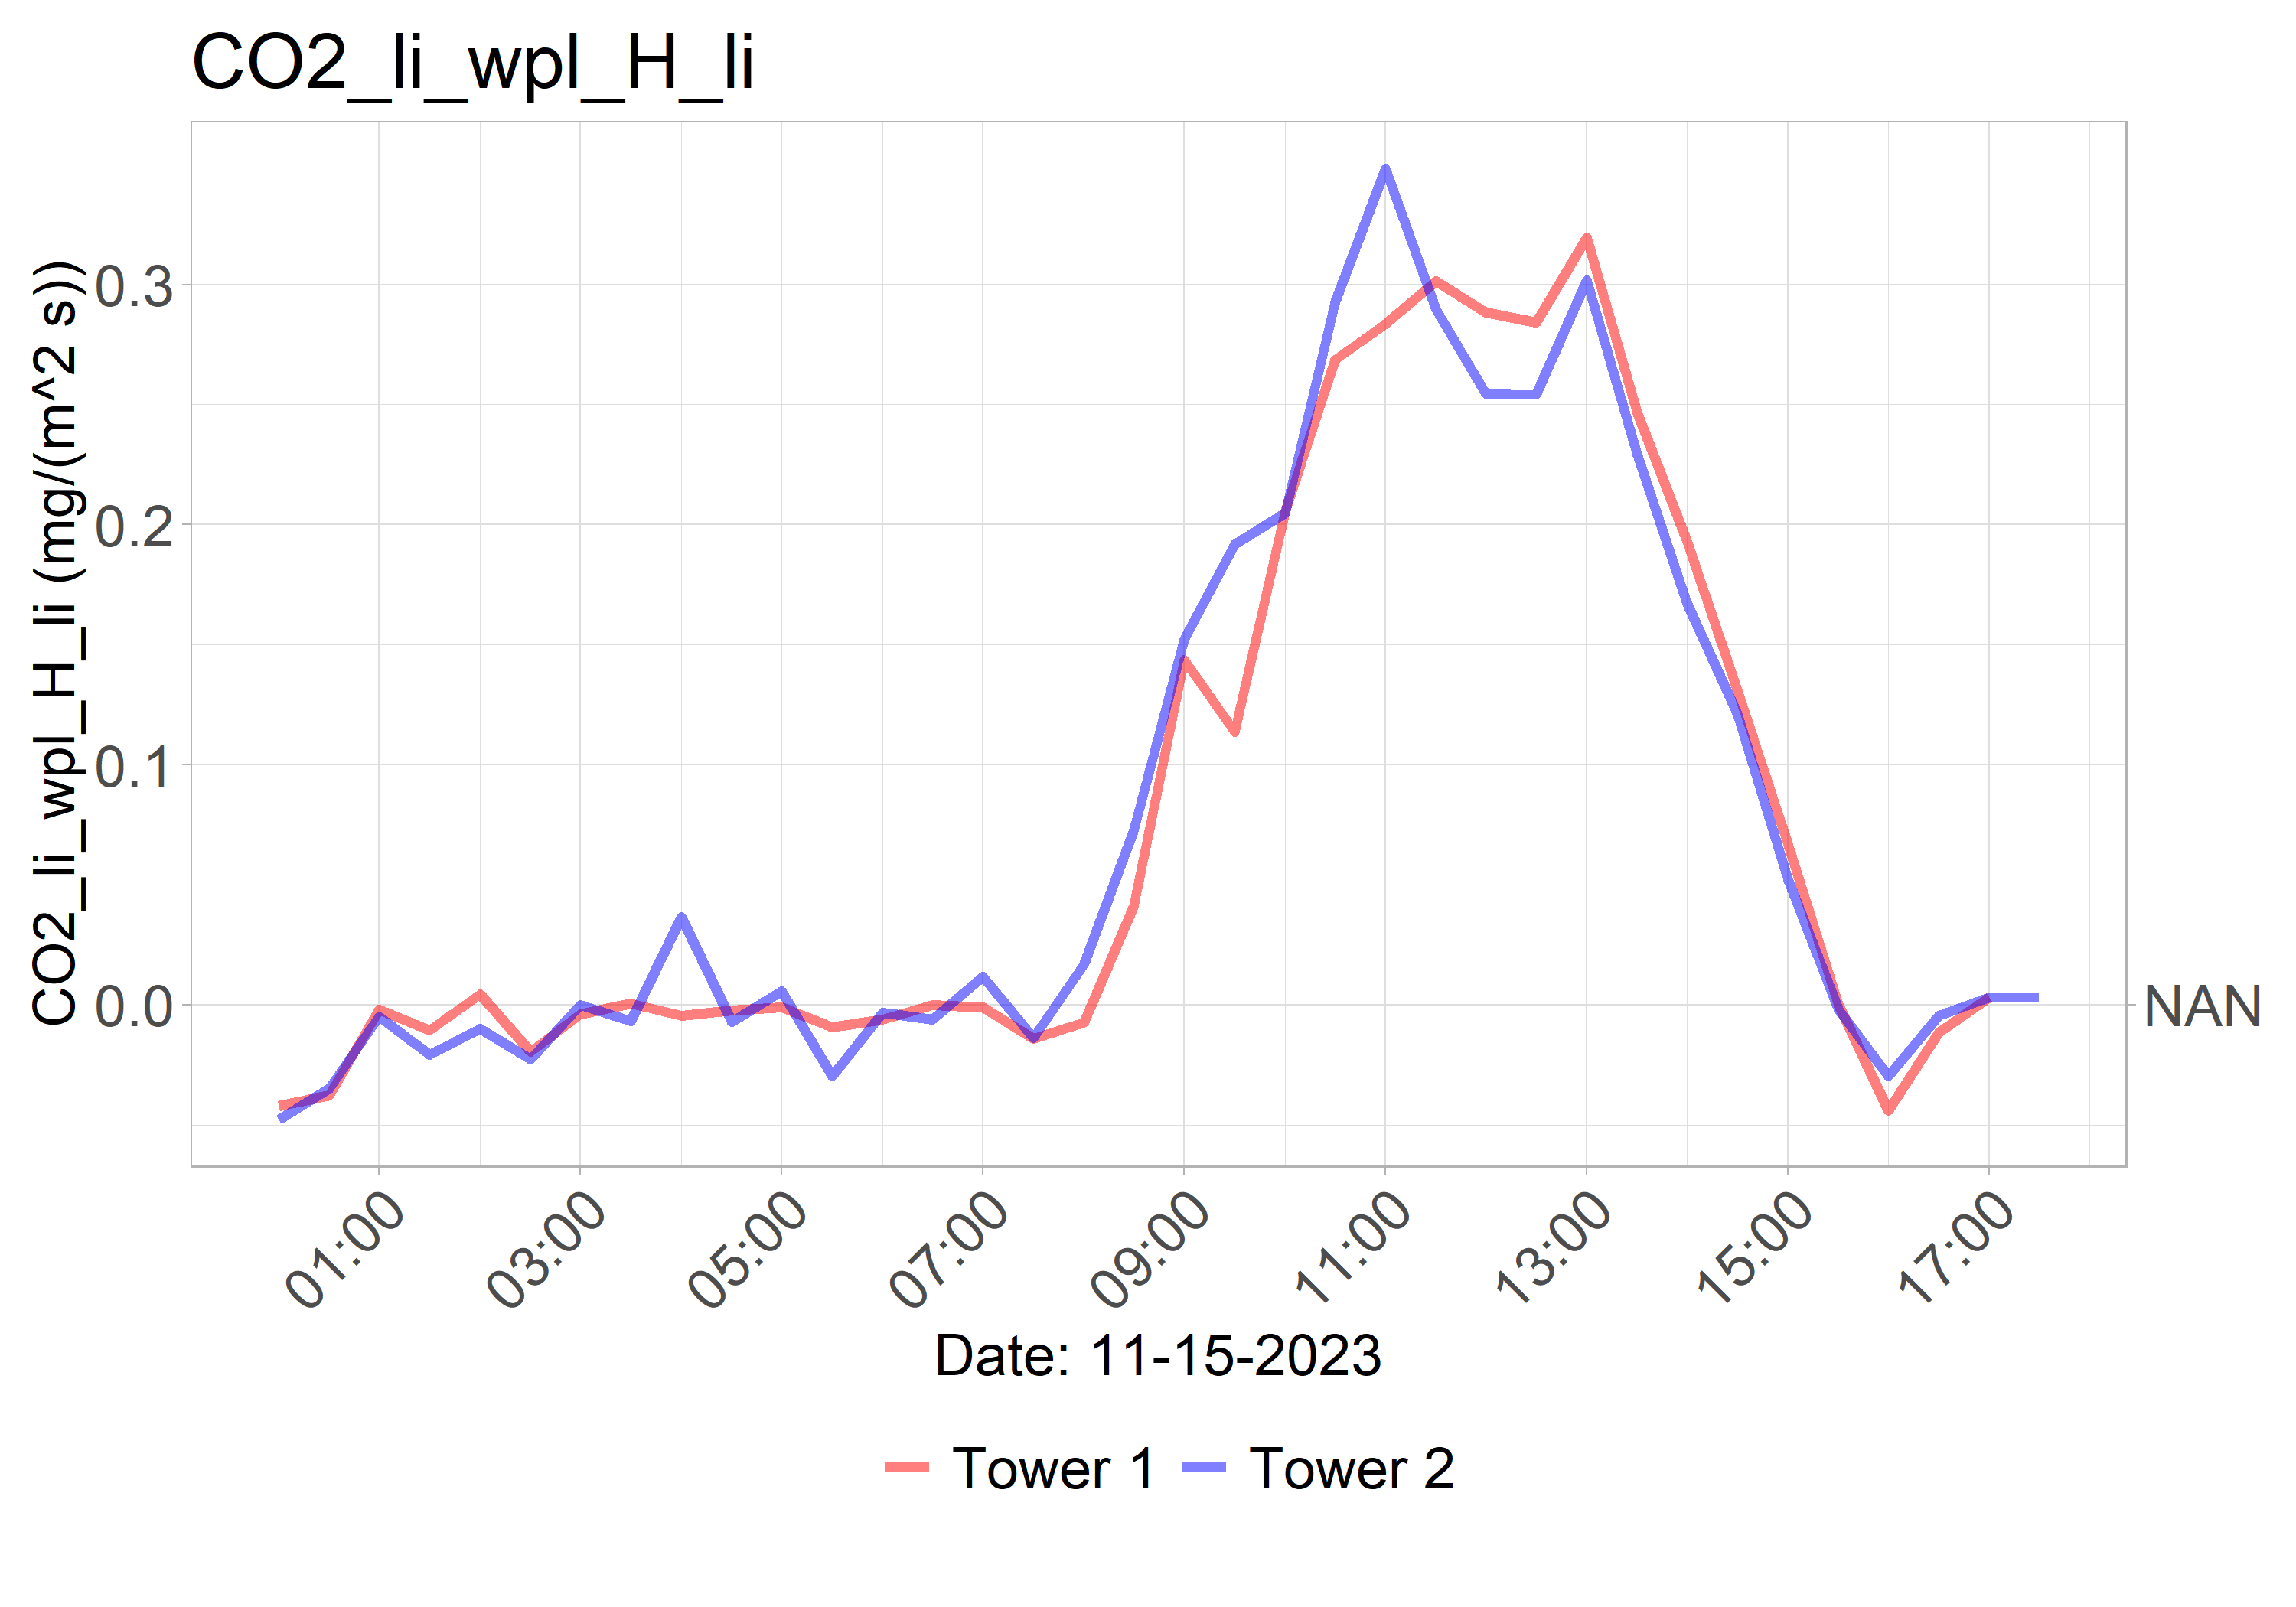 CO2_li_wpl_H_li
CO2_li_wpl_H_li (mg/(m^2 s))
0.3
0.2
0.1
0.0
NAN
01:00
03:00
05:00
07:00
09:00
11:00
13:00
15:00
17:00
Date: 11-15-2023
Tower 1
Tower 2